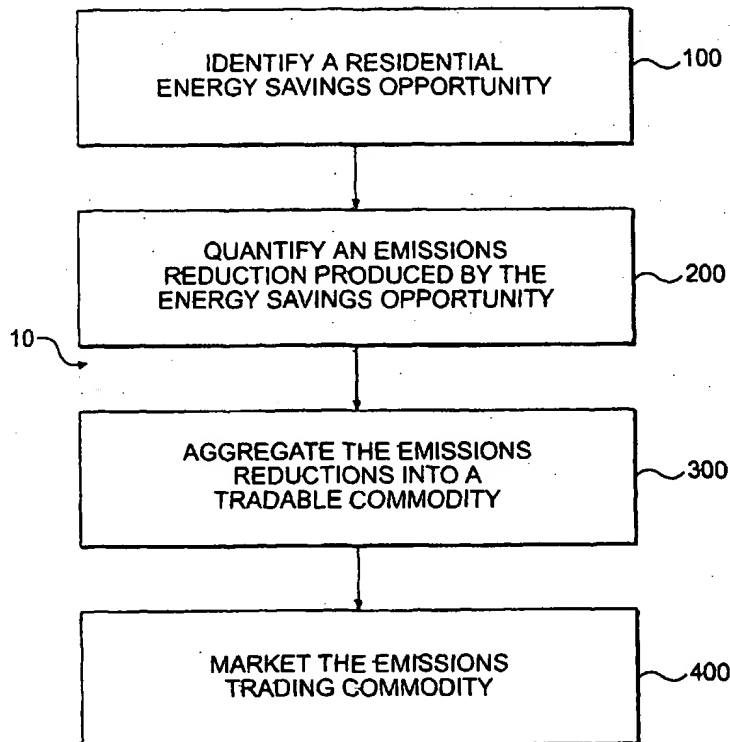 IDENTIFY A RESIDENTIAL
ENERGY SAVINGS OPPORTUNITY
100
QUANTIFY AN EMISSIONS
REDUCTION PRODUCED BY THE
ENERGY SAVINGS OPPORTUNITY
200
10
AGGREGATE THE EMISSIONS
REDUCTIONS INTO A
TRADABLE COMMODITY
300
MARKET THE EMISSIONS
TRADING COMMODITY
400